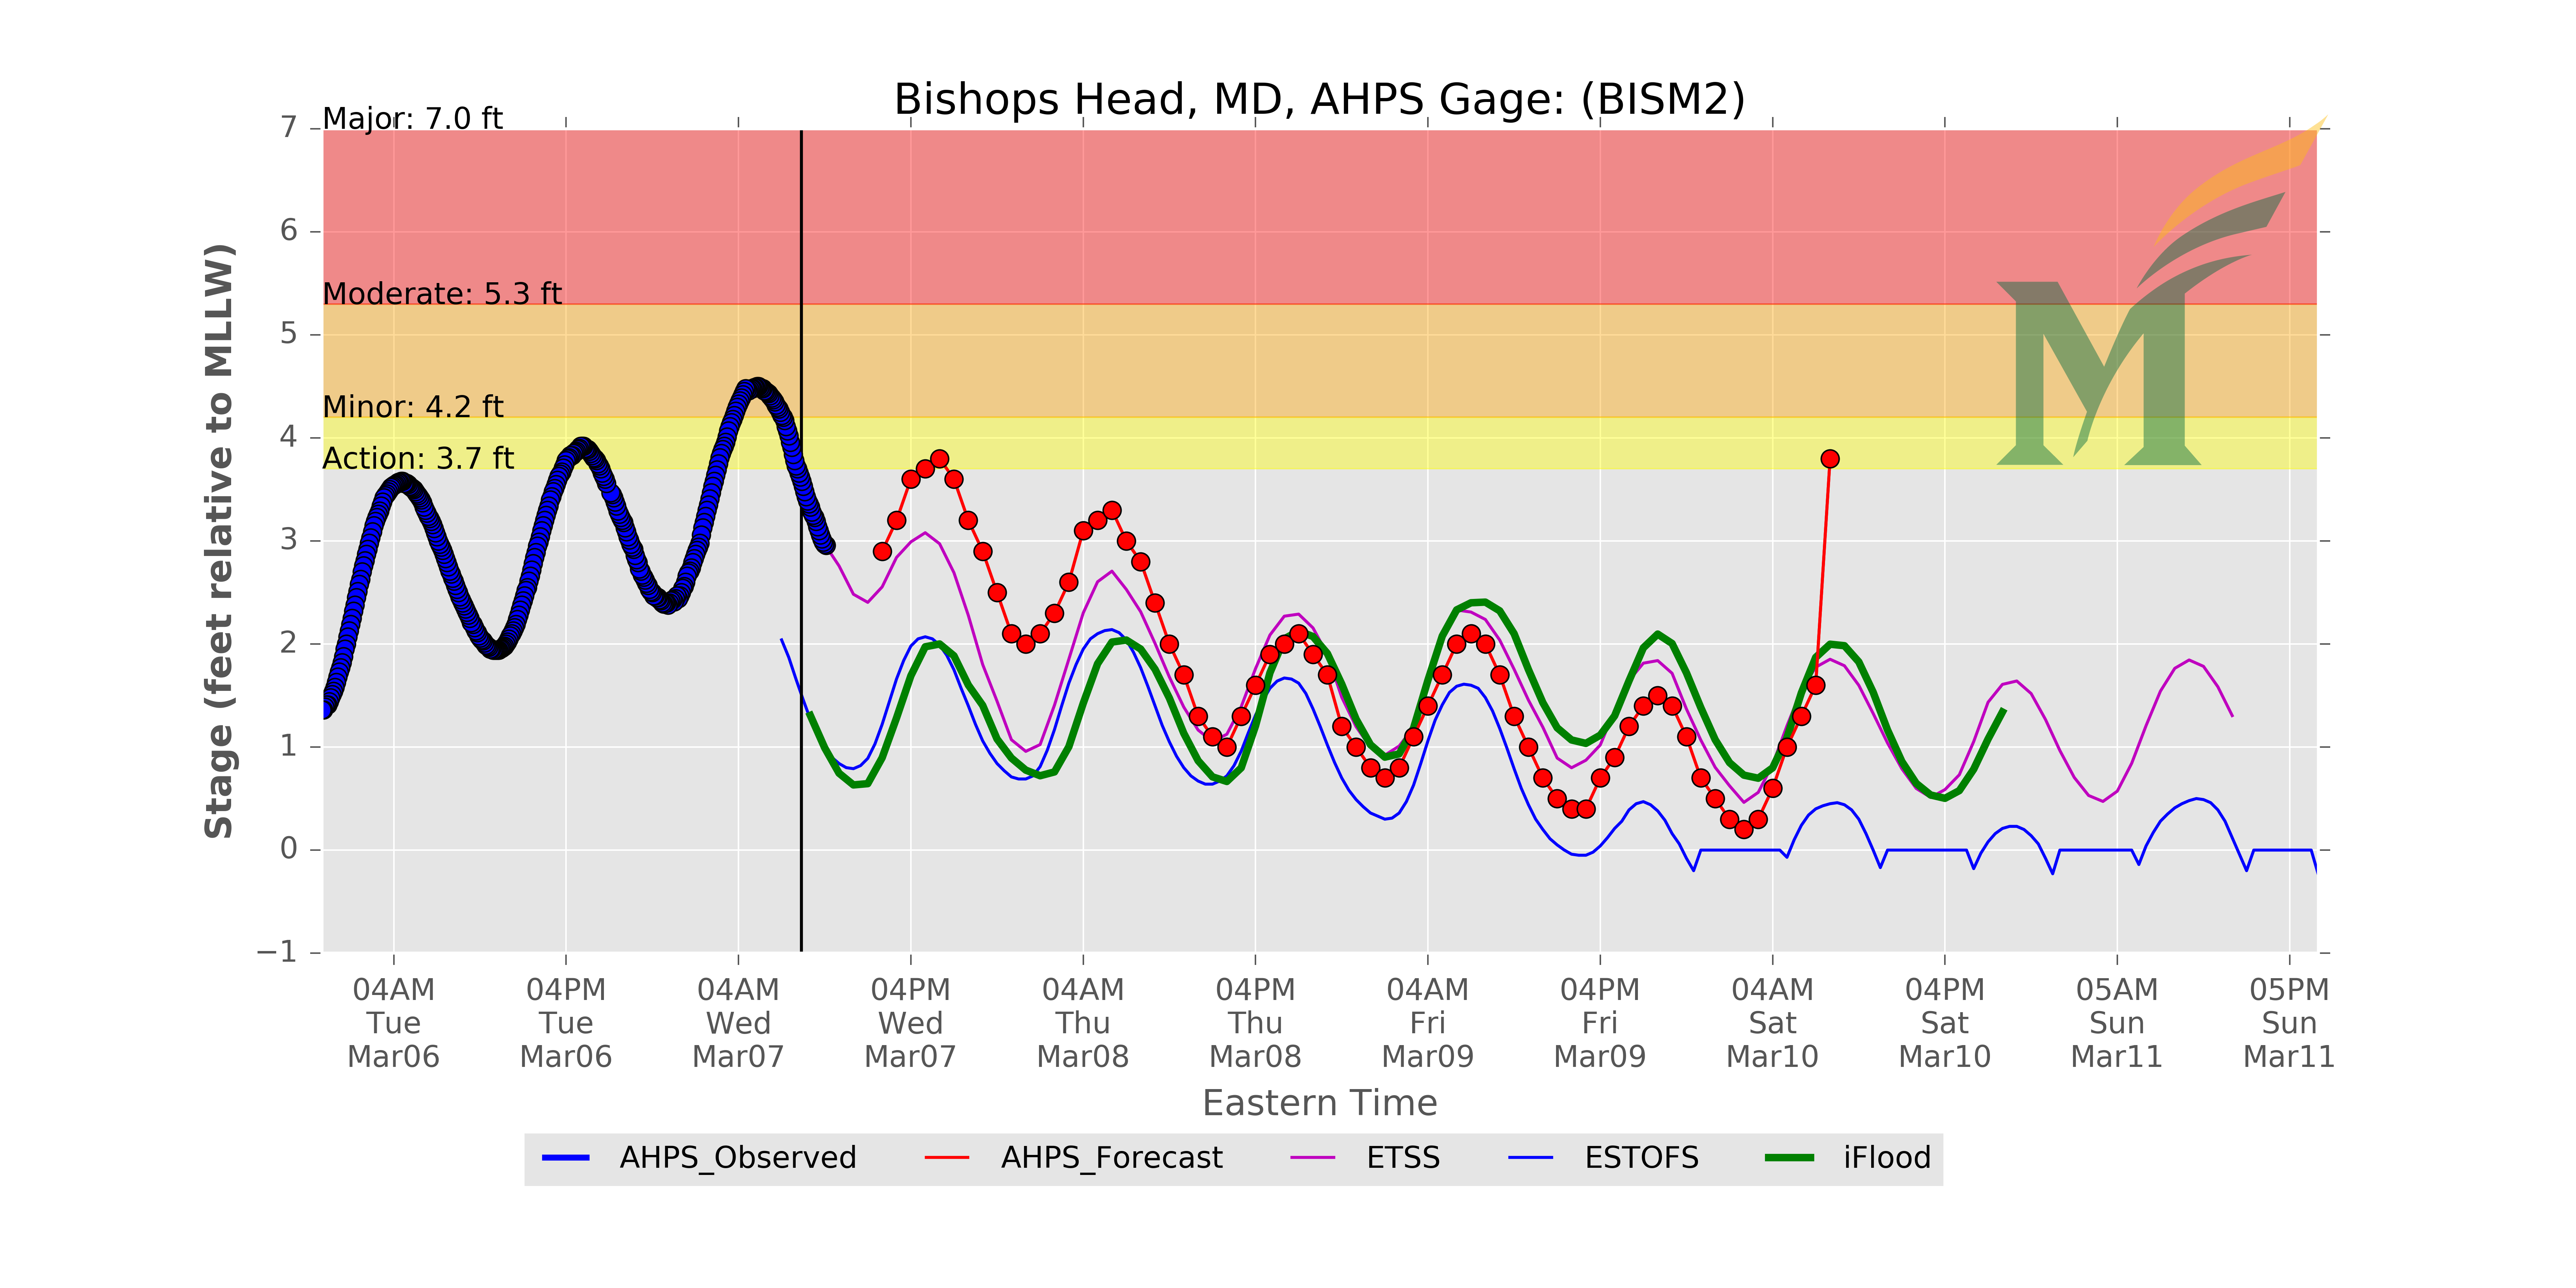 Bishops Head, MD, AHPS Gage: (BISM2)
Major: 7.0 ft
Moderate: 5.3 ft
Minor: 4.2 ft
Action: 3.7 ft
Stage (feet relative to MLLW)
7
6
5
4
3
2
1
0
−1
04AM Tue Mar06
04PM Tue Mar06
04AM Wed Mar07
04PM Wed Mar07
04AM Thu Mar08
04PM Thu Mar08
04AM Fri Mar09
04PM Fri Mar09
04AM Sat Mar10
04PM Sat Mar10
05AM Sun Mar11
05PM Sun Mar11
Eastern Time
AHPS_Observed AHPS_Forecast ETSS ESTOFS iFlood
M